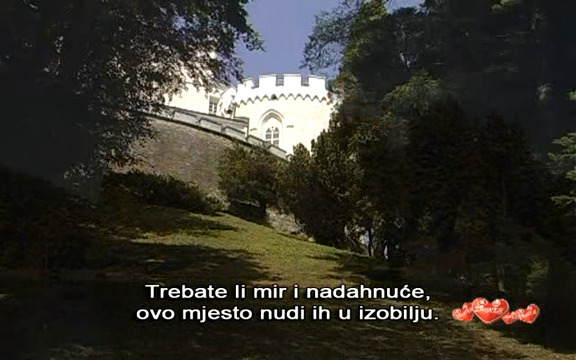 Trebate li mir i nadahnuće,
ovo mjesto nudi ih u izobilju.